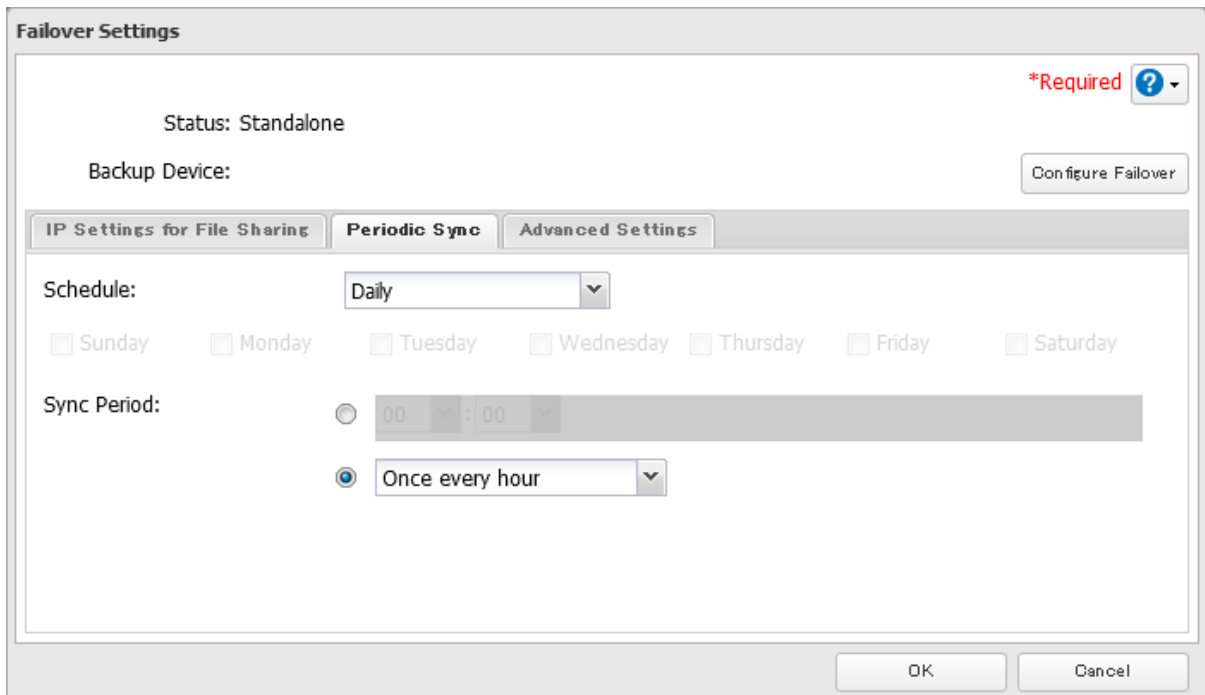 Failover Settings
*Required ?
Status: Standalone
Backup Device:
Configure Failover
IP Settings for File Sharing Periodic Sync Advanced Settings
Schedule: Daily
Sunday Monday Tuesday Wednesday Thursday Friday Saturday
Sync Period: 00 : 00
Once every hour
OK Cancel